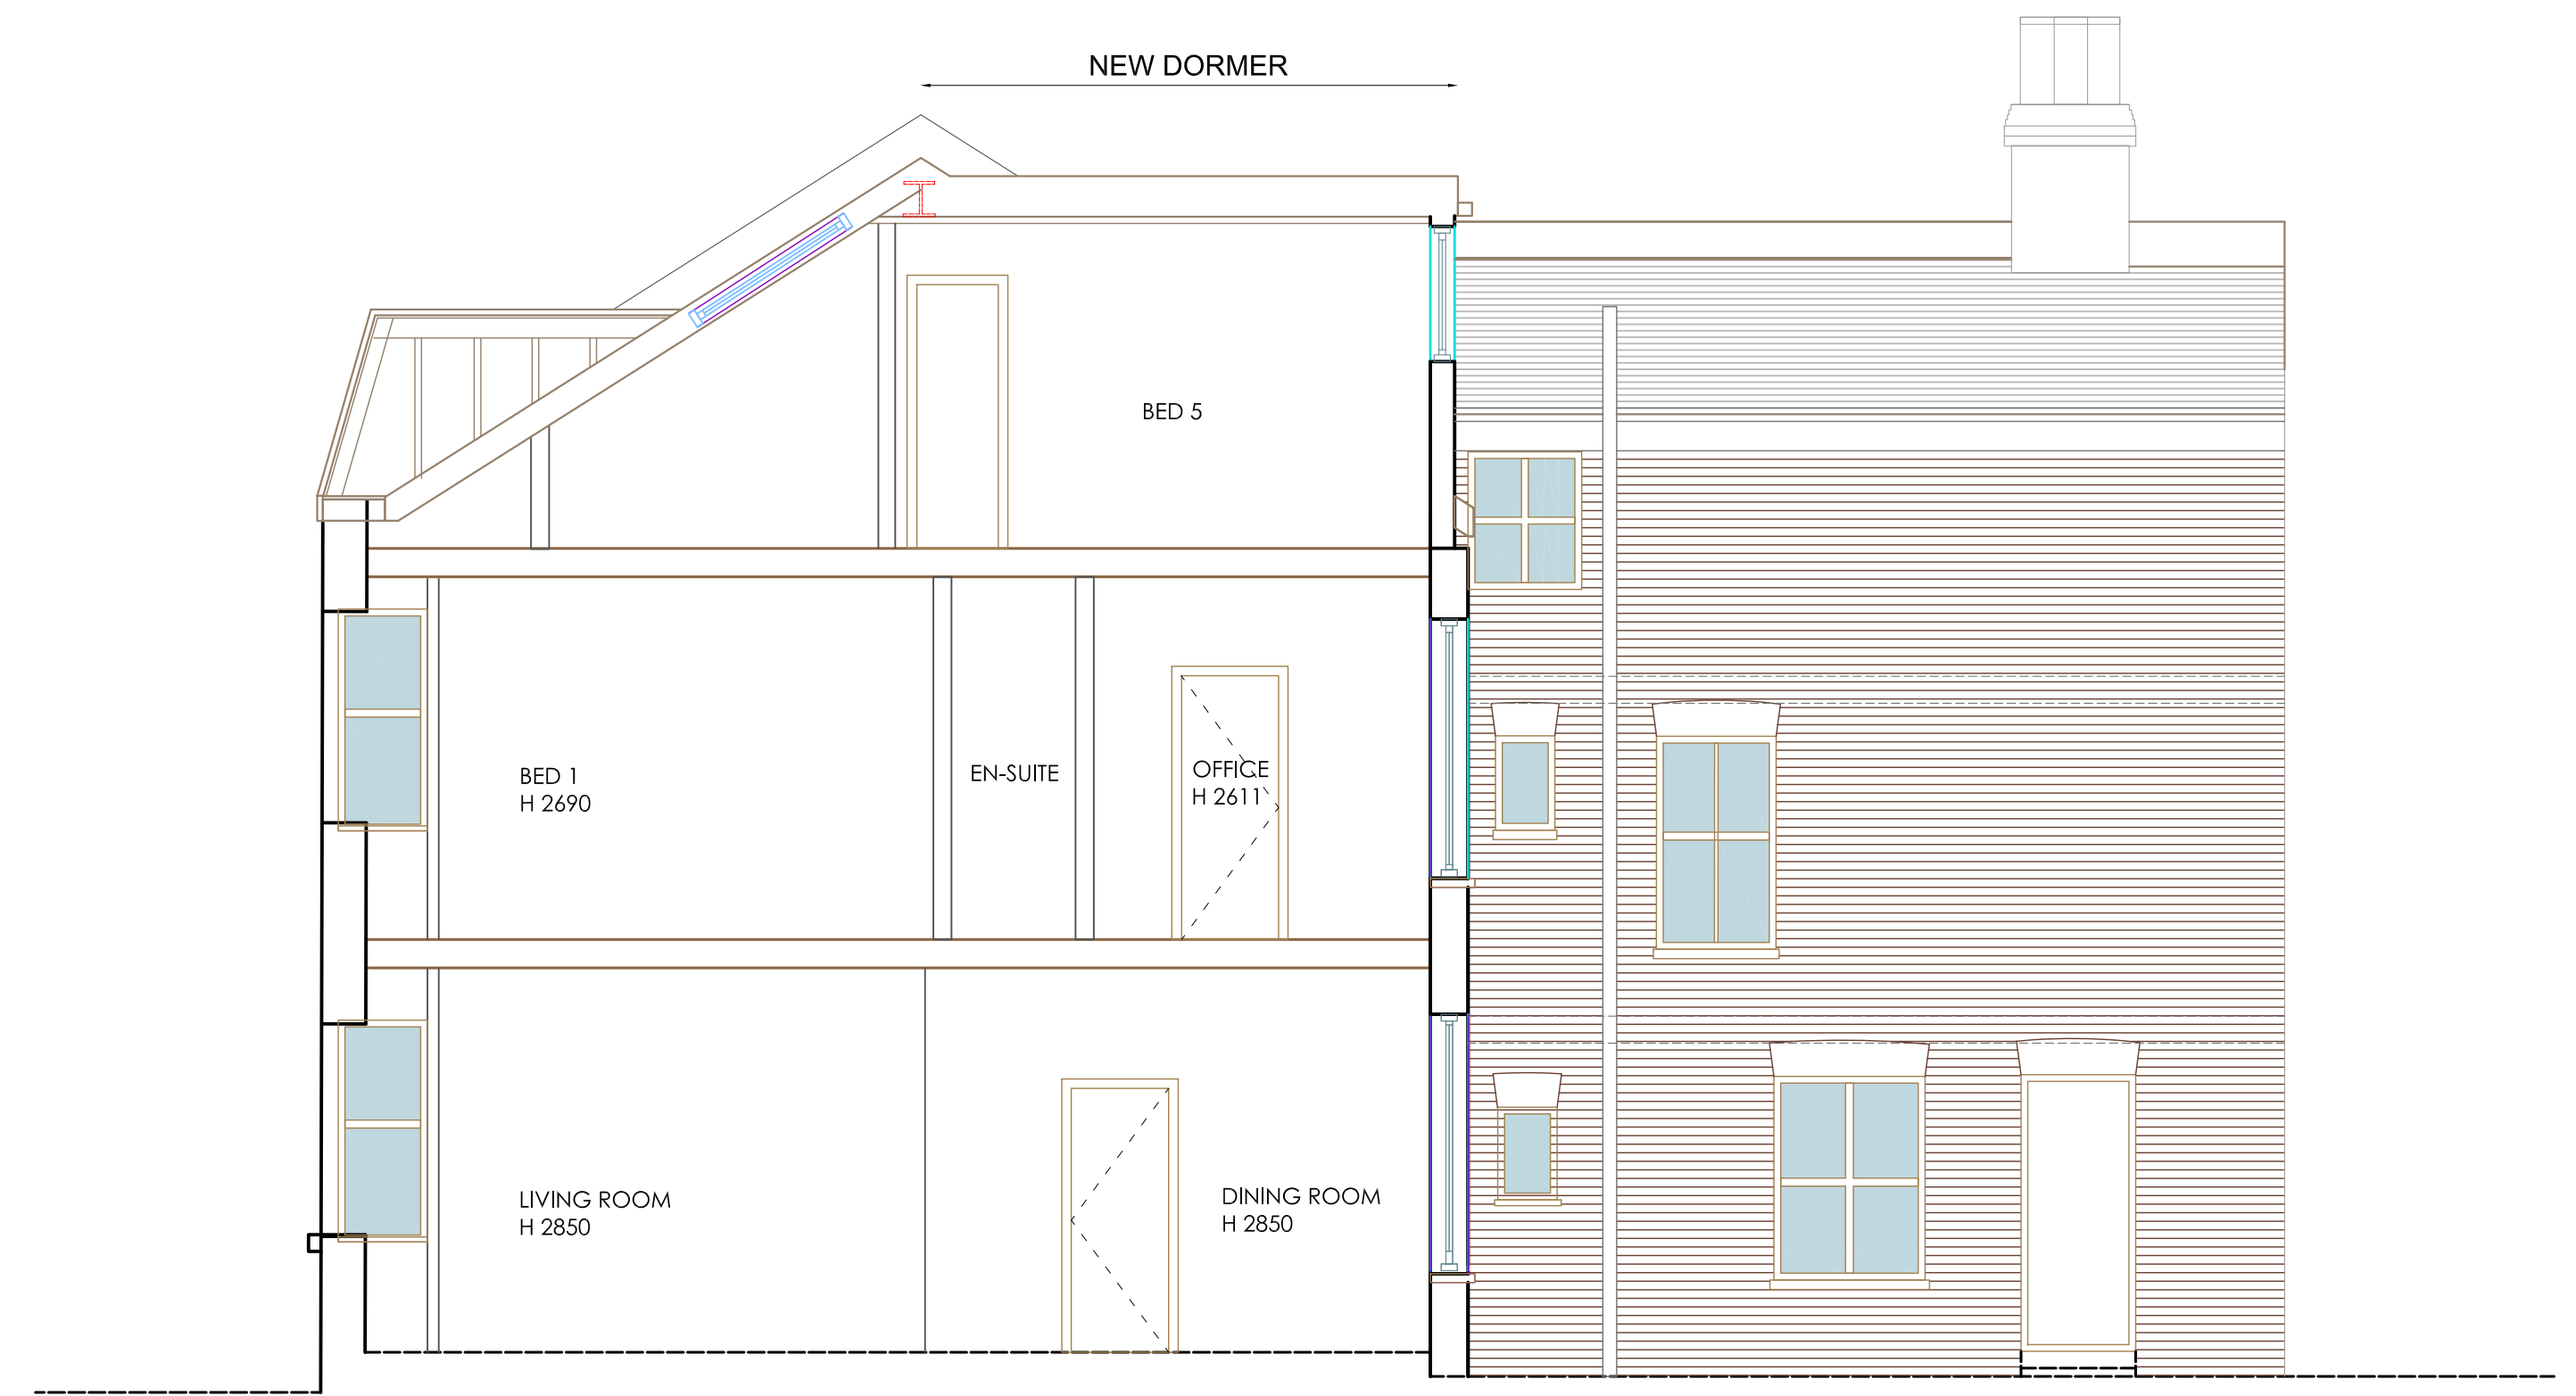 NEW DORMER
BED 5
BED 1
H 2690
EN-SUITE
OFFICE
H 2611
LIVING ROOM
H 2850
DINING ROOM
H 2850